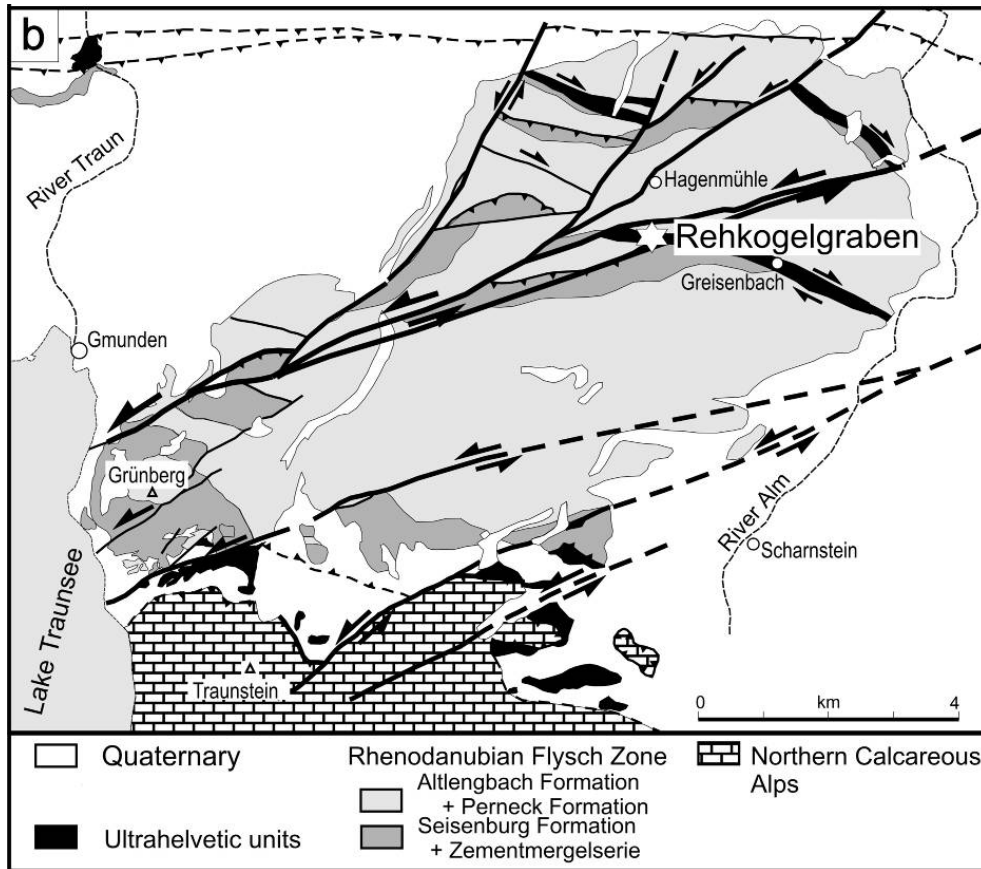 b
River Traun
Hagenmühle
Rehkogelgraben
Greisenbach
Gmunden
Grünberg
River Alm
Scharnstein
Lake Traunsee
Traunstein
0 km 4
Quaternary
Ultrahelvetic units
Rhenodanubian Flysch Zone
Altlengbach Formation
+ Perneck Formation
Seisenburg Formation
+ Zementmergelserie
Northern Calcareous
Alps